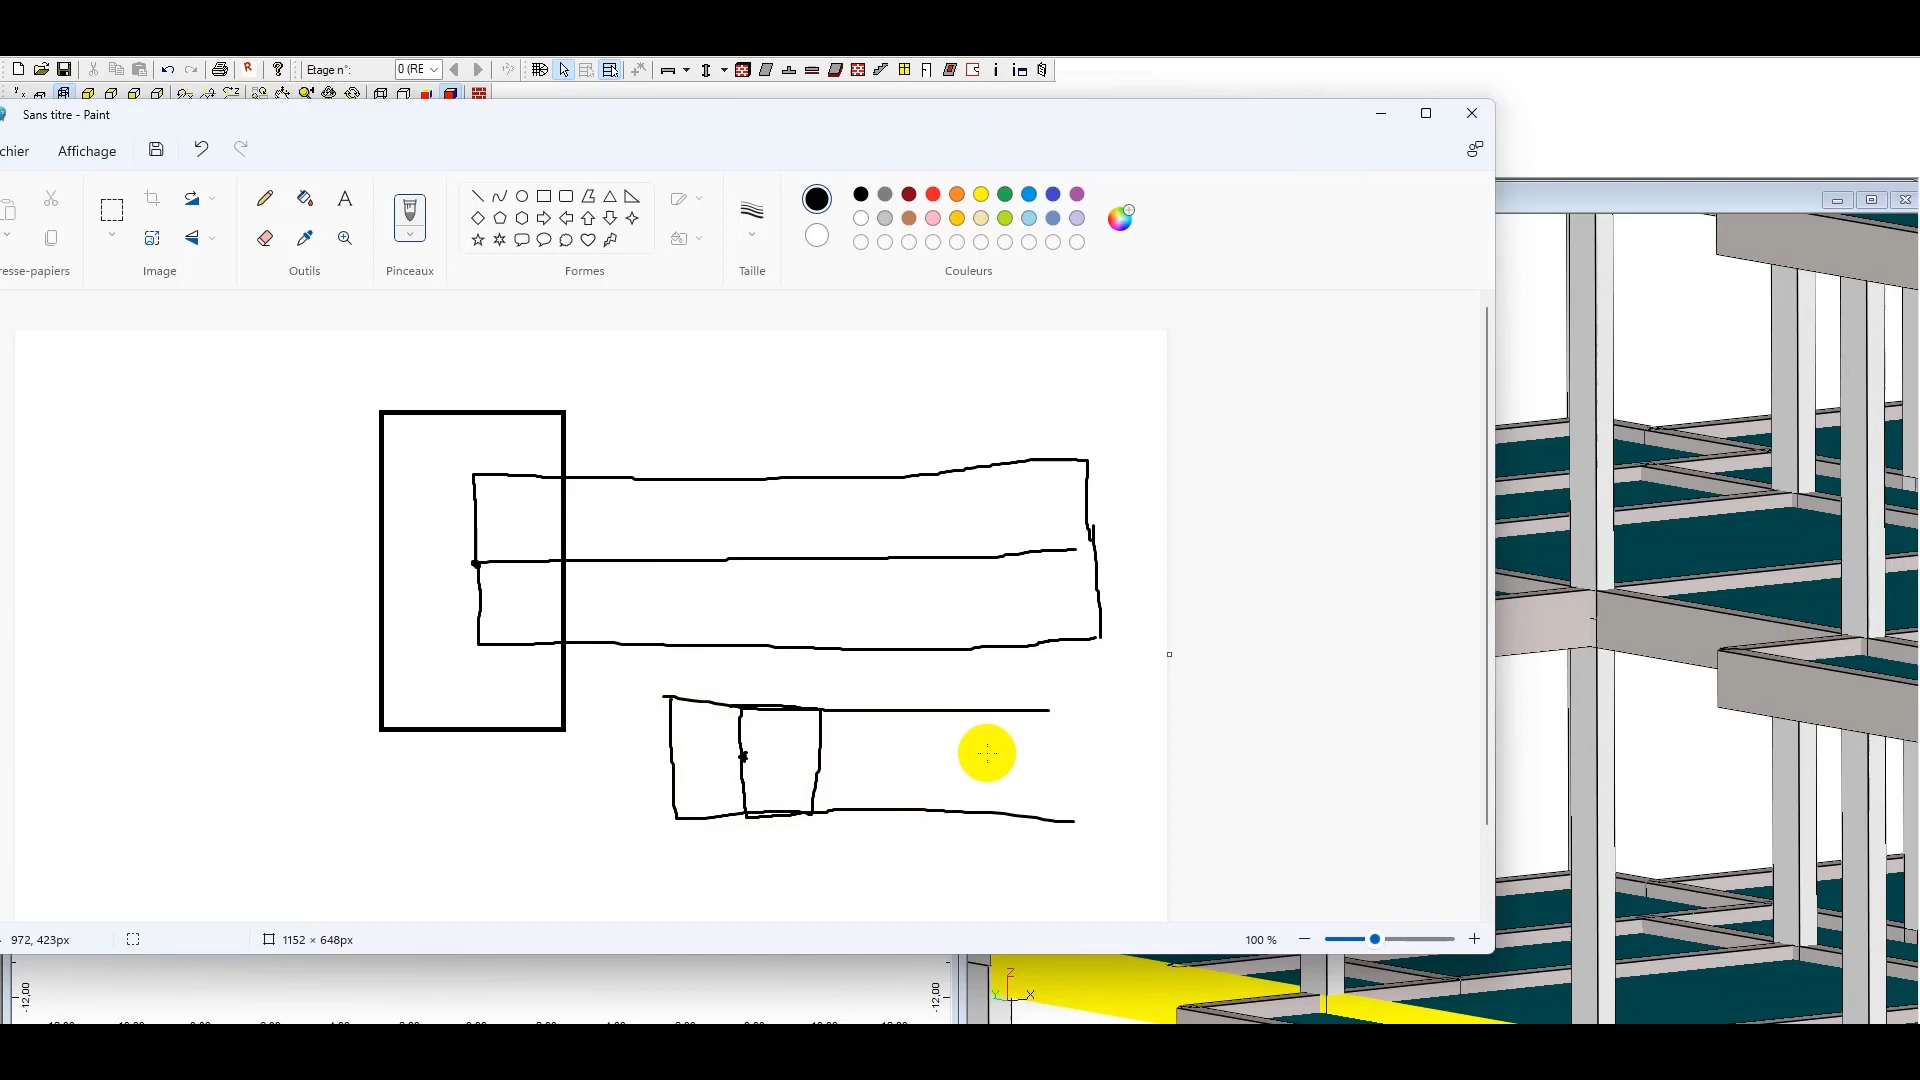 Etage n°: 0 (RE
Sans titre - Paint
chier Affichage
resse-papiers Image Outils Pinceaux Formes Taille Couleurs
972, 423px 1152 × 648px 100 %
-12,00 -12,00
Z
Y X